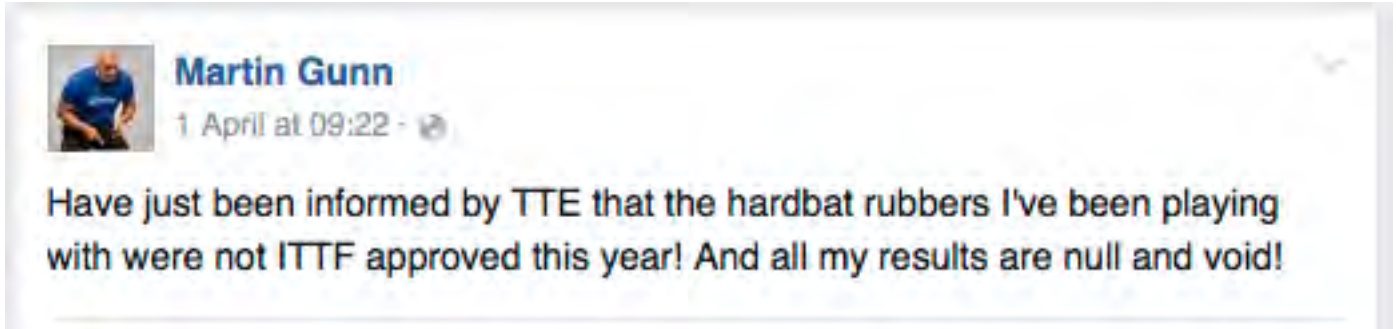 Martin Gunn
1 April at 09:22 ·
Have just been informed by TTE that the hardbat rubbers I've been playing
with were not ITTF approved this year! And all my results are null and void!